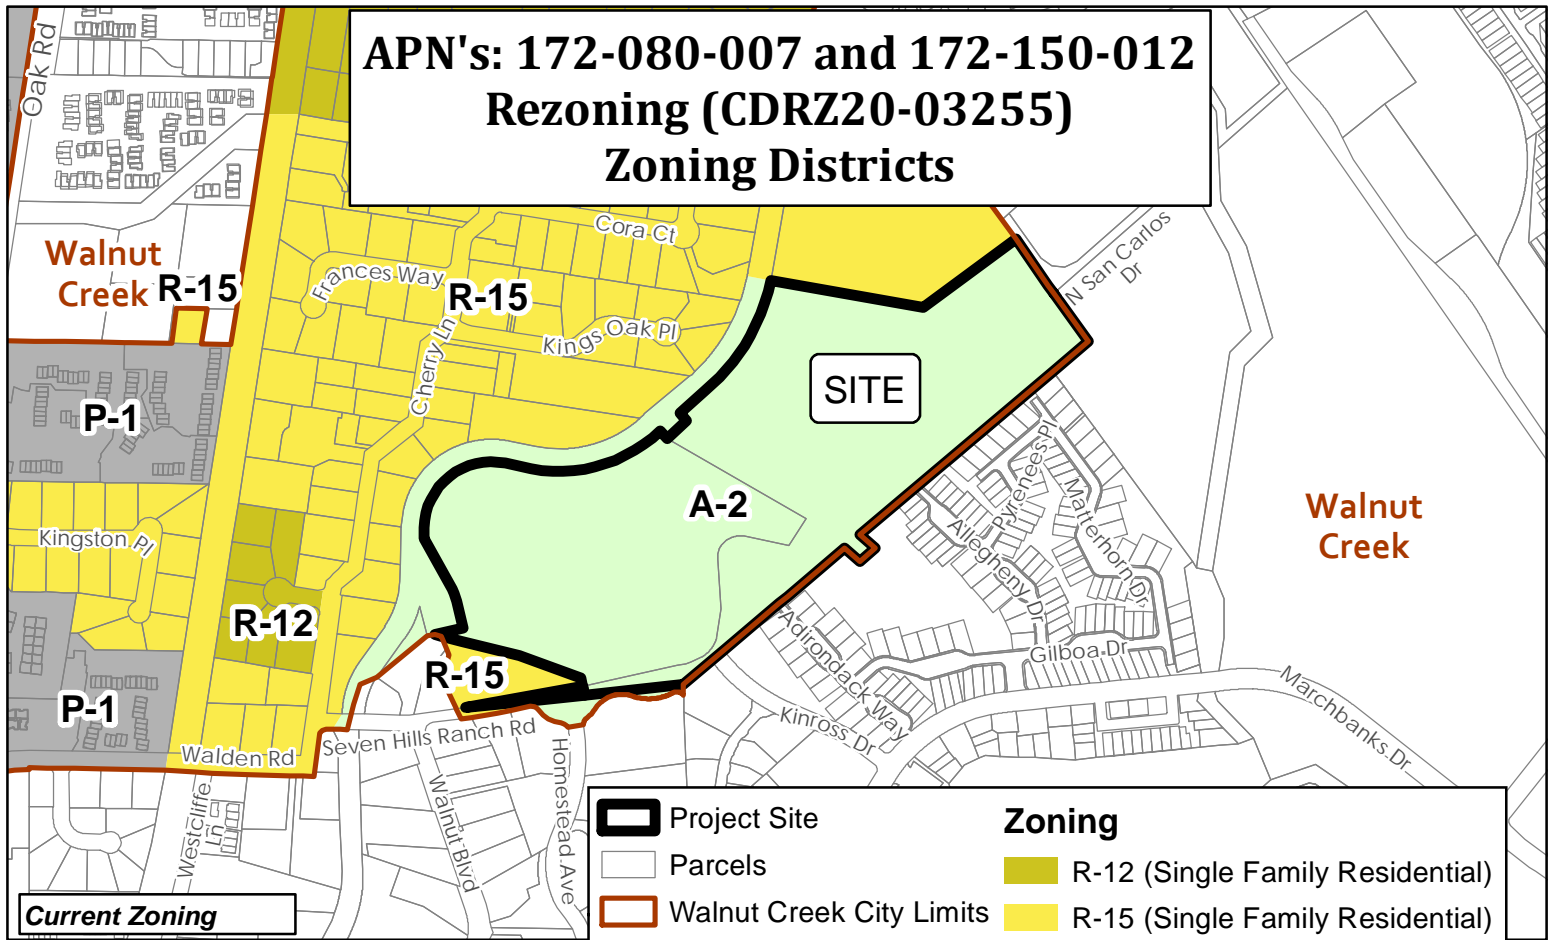 APN's: 172-080-007 and 172-150-012
Rezoning (CDRZ20-03255)
Zoning Districts
Oak Rd
Walnut
Creek
R-15
Cora Ct
Frances Way
R-15
Kings Oak Pl
Cherry Ln
N San Carlos
Dr
SITE
P-1
A-2
Kingston Pl
R-12
R-15
P-1
Walnut
Creek
Pyrenees Pl
Matterhorn Dr
Allegheny Dr
Adirondack Way
Gilboa Dr
Kinross Dr
Marchbanks Dr
Walden Rd
Seven Hills Ranch Rd
Westcliffe
Ln
Walnut Blvd
Homestead Ave
Current Zoning
Project Site
Parcels
Walnut Creek City Limits
Zoning
R-12 (Single Family Residential)
R-15 (Single Family Residential)